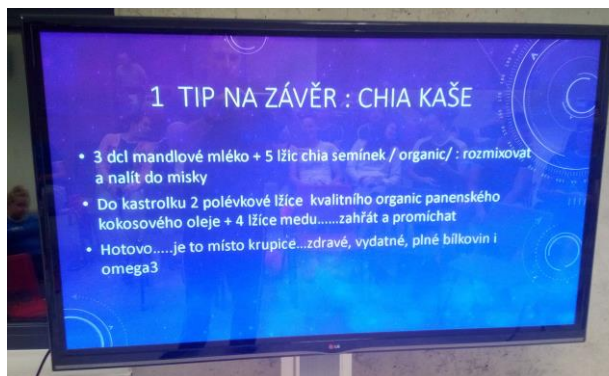 1 TIP NA ZÁVĚR : CHIA KAŠE
• 3 dcl mandlové mléko + 5 lžic chia semínek / organic/ : rozmixovat
a nalít do misky
• Do kastrolku 2 polévkové lžíce kvalitního organic panenského
kokosového oleje + 4 lžíce medu......zahřát a promíchat
• Hotovo.....je to místo krupice...zdravé, vydatné, plné bílkovin i
omega3
LG